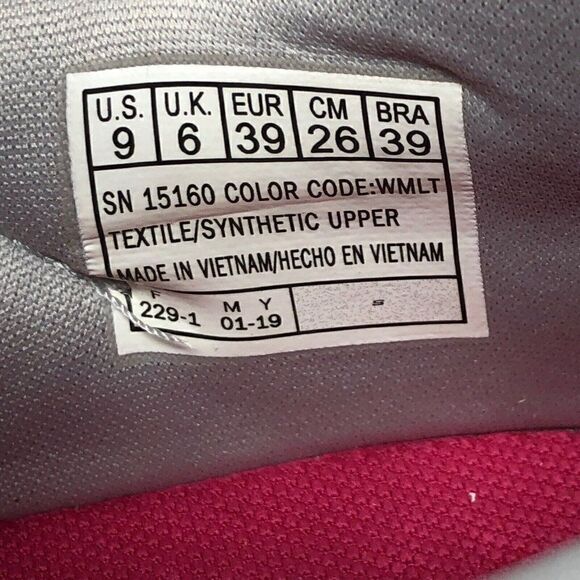 U.S. U.K. EUR CM BRA
9 6 39 26 39
SN 15160 COLOR CODE:WMLT
TEXTILE/SYNTHETIC UPPER
MADE IN VIETNAM/HECHO EN VIETNAM
F M Y
229-1 01-19